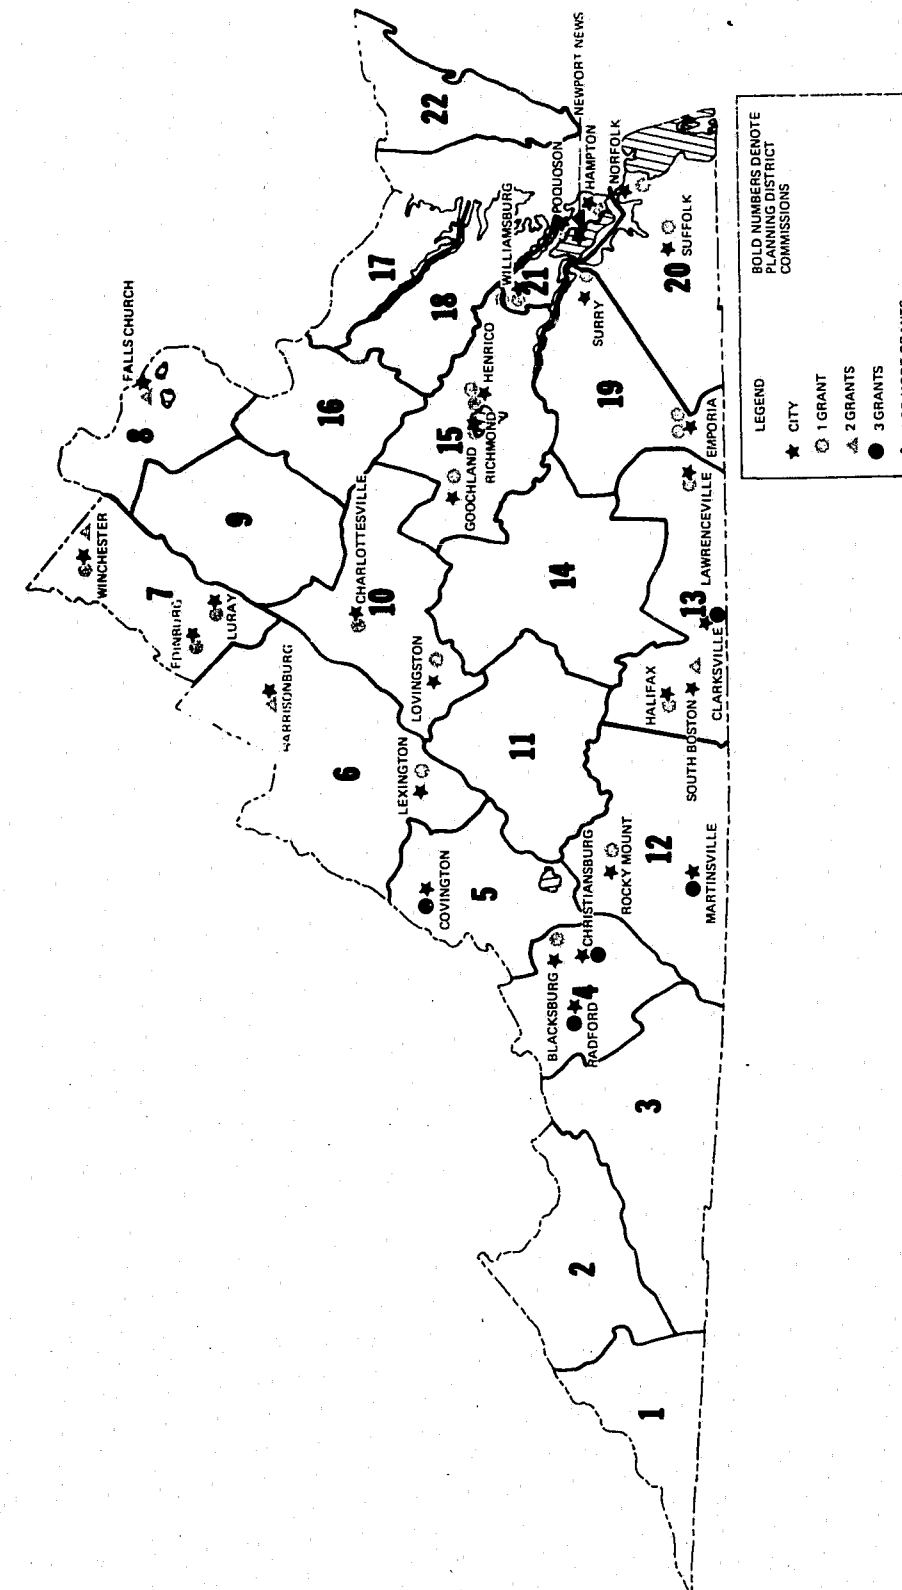 FALLS CHURCH
8
WINCHESTER
7
EDINBURG
LURAY
9
16
17
22
18
HARRISONBURG
6
CHARLOTTESVILLE
10
LOVINGSTON
LEXINGTON
15
GOOCHLAND
RICHMOND
HENRICO
WILLIAMSBURG
21
POQUOSON
HAMPTON
NEWPORT NEWS
NORFOLK
COVINGTON
5
11
14
19
SURRY
20
SUFFOLK
EMPORIA
LAWRENCEVILLE
13
CLARKSVILLE
HALIFAX
SOUTH BOSTON
12
ROCKY MOUNT
MARTINSVILLE
CHRISTIANSBURG
BLACKSBURG
RADFORD
4
3
2
1
LEGEND
BOLD NUMBERS DENOTE
PLANNING DISTRICT
COMMISSIONS
CITY
1 GRANT
2 GRANTS
3 GRANTS